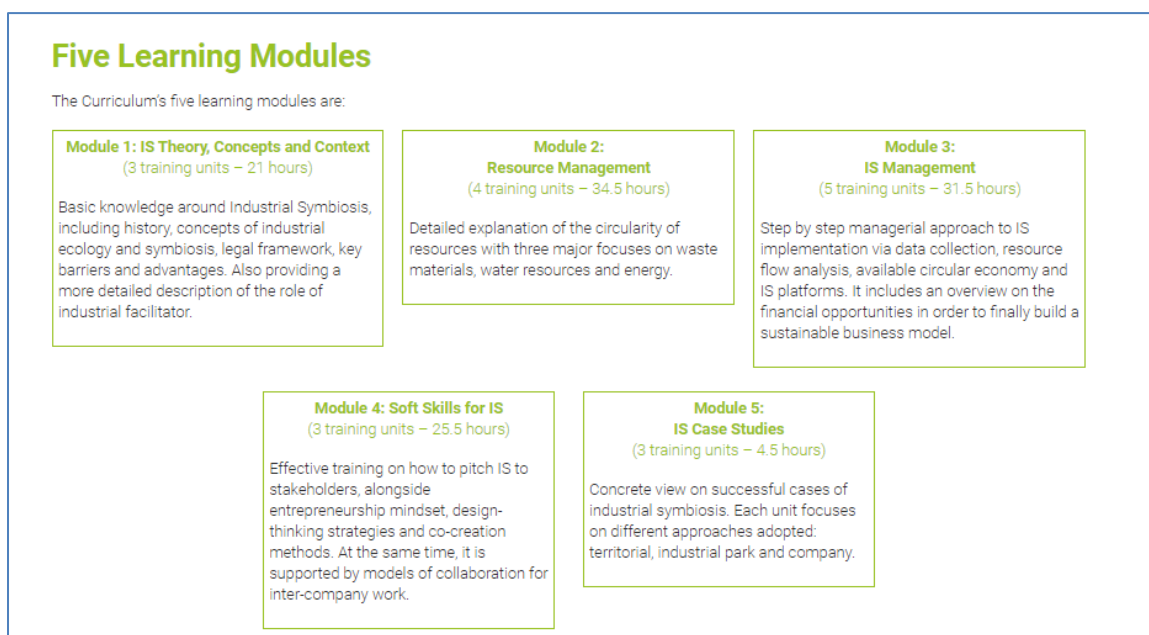 Five Learning Modules
The Curriculum's five learning modules are:
Module 1: IS Theory, Concepts and Context
(3 training units – 21 hours)
Basic knowledge around Industrial Symbiosis,
including history, concepts of industrial
ecology and symbiosis, legal framework, key
barriers and advantages. Also providing a
more detailed description of the role of
industrial facilitator.
Module 2:
Resource Management
(4 training units – 34.5 hours)
Detailed explanation of the circularity of
resources with three major focuses on waste
materials, water resources and energy.
Module 3:
IS Management
(5 training units – 31.5 hours)
Step by step managerial approach to IS
implementation via data collection, resource
flow analysis, available circular economy and
IS platforms. It includes an overview on the
financial opportunities in order to finally build a
sustainable business model.
Module 4: Soft Skills for IS
(3 training units – 25.5 hours)
Effective training on how to pitch IS to
stakeholders, alongside
entrepreneurship mindset, design-
thinking strategies and co-creation
methods. At the same time, it is
supported by models of collaboration for
inter-company work.
Module 5:
IS Case Studies
(3 training units – 4.5 hours)
Concrete view on successful cases of
industrial symbiosis. Each unit focuses
on different approaches adopted:
territorial, industrial park and company.